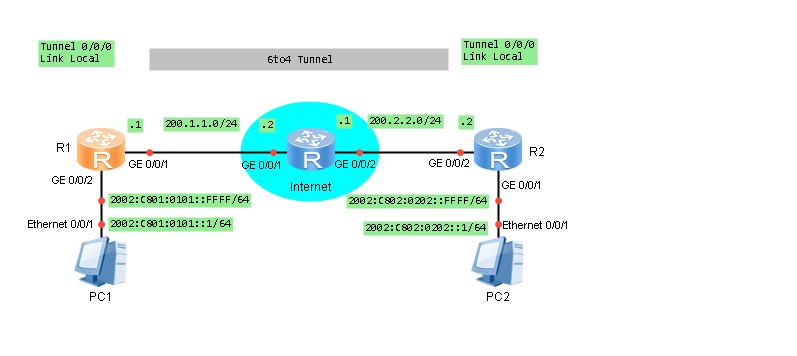 Tunnel 0/0/0
Link Local
6to4 Tunnel
Tunnel 0/0/0
Link Local
.1
200.1.1.0/24
.2
.1
200.2.2.0/24
.2
R1
R
GE 0/0/1
GE 0/0/1
R
GE 0/0/2
GE 0/0/2
R
R2
GE 0/0/2
Internet
GE 0/0/1
2002:C801:0101::FFFF/64
2002:C802:0202::FFFF/64
Ethernet 0/0/1
2002:C801:0101::1/64
2002:C802:0202::1/64
Ethernet 0/0/1
PC1
PC2